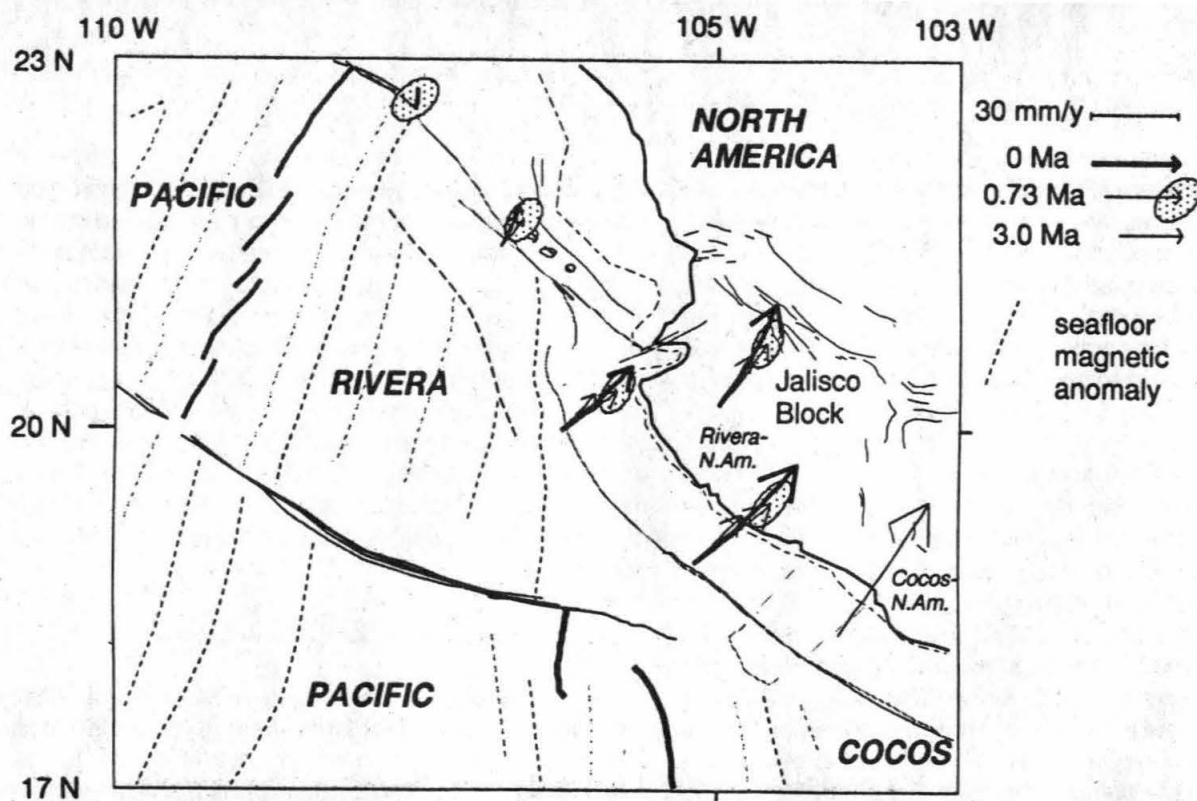 110 W
105 W
103 W
23 N
NORTH
AMERICA
30 mm/y
0 Ma
0.73 Ma
3.0 Ma
PACIFIC
seafloor
magnetic
anomaly
RIVERA
Jalisco
Block
20 N
Rivera-
N.Am.
Cocos-
N.Am.
PACIFIC
COCOS
17 N